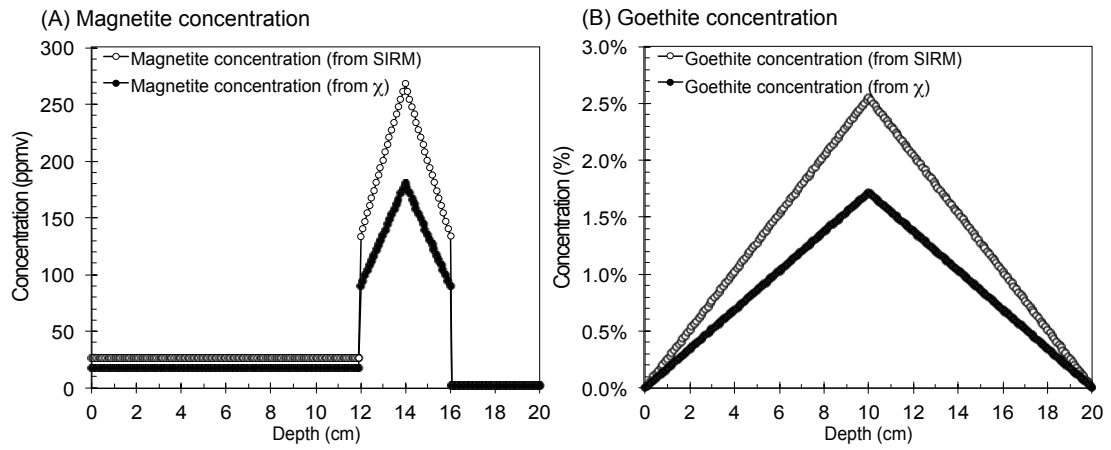 (A) Magnetite concentration
Magnetite concentration (from SIRM)
Magnetite concentration (from χ)
Concentration (ppmv)
300
250
200
150
100
50
0
0 2 4 6 8 10 12 14 16 18 20
Depth (cm)
(B) Goethite concentration
Goethite concentration (from SIRM)
Goethite concentration (from χ)
Concentration (%)
3.0%
2.5%
2.0%
1.5%
1.0%
0.5%
0.0%
0 2 4 6 8 10 12 14 16 18 20
Depth (cm)